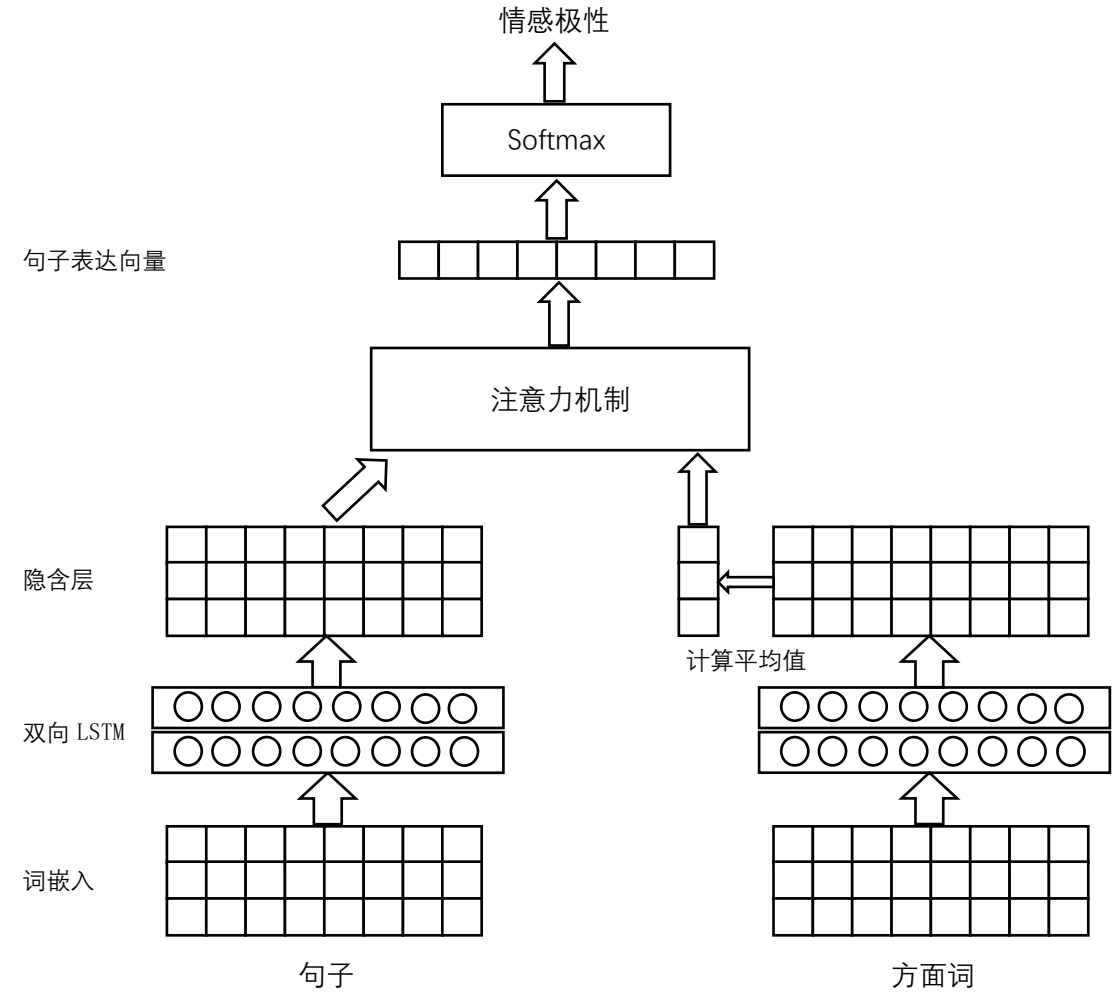 情感极性
Softmax
句子表达向量
注意力机制
隐含层
计算平均值
双向 LSTM
词嵌入
句子
方面词